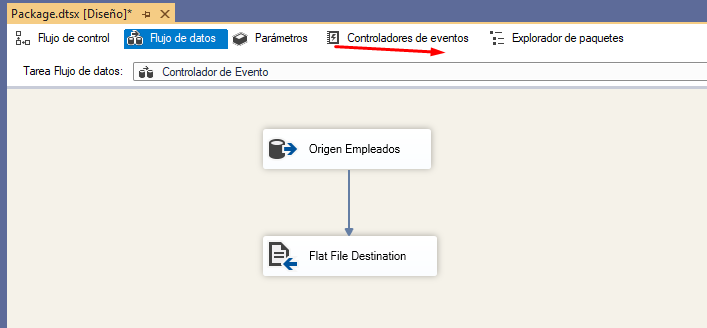 Package.dtsx [Diseño]*
Flujo de control Flujo de datos Parámetros Controladores de eventos Explorador de paquetes
Tarea Flujo de datos: Controlador de Evento
Origen Empleados
Flat File Destination